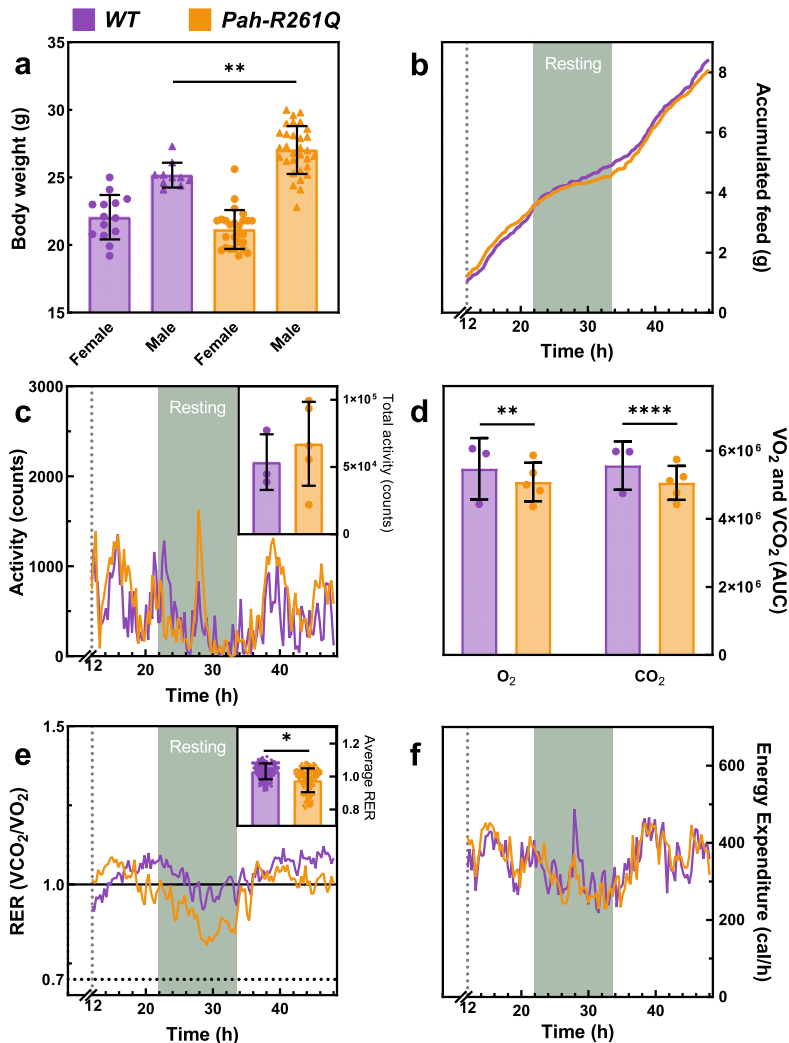 WT Pah-R261Q
a
**
Body weight (g)
35
30
25
20
15
Female Male Female Male
b
Resting
Accumulated feed (g)
8
6
4
2
0
12 20 30 40
Time (h)
c
Resting
Activity (counts)
3000
2000
1000
0
12 20 30 40
Time (h)
1×10⁵
5×10⁴
0
Total activity (counts)
d
** ****
6×10⁶
4×10⁶
2×10⁶
0
VO₂ and VCO₂ (AUC)
O₂ CO₂
e
Resting
RER (VCO₂/VO₂)
1.5
1.0
0.7
12 20 30 40
Time (h)
*
1.2
1.0
0.8
Average RER
f
Energy Expenditure (cal/h)
600
400
200
0
12 20 30 40
Time (h)